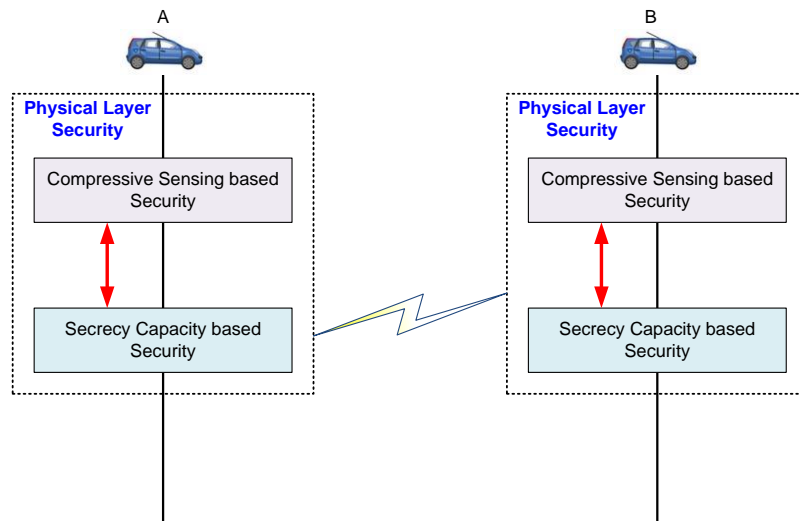 A
B
Physical Layer
Security
Compressive Sensing based
Security
Secrecy Capacity based
Security
Physical Layer
Security
Compressive Sensing based
Security
Secrecy Capacity based
Security